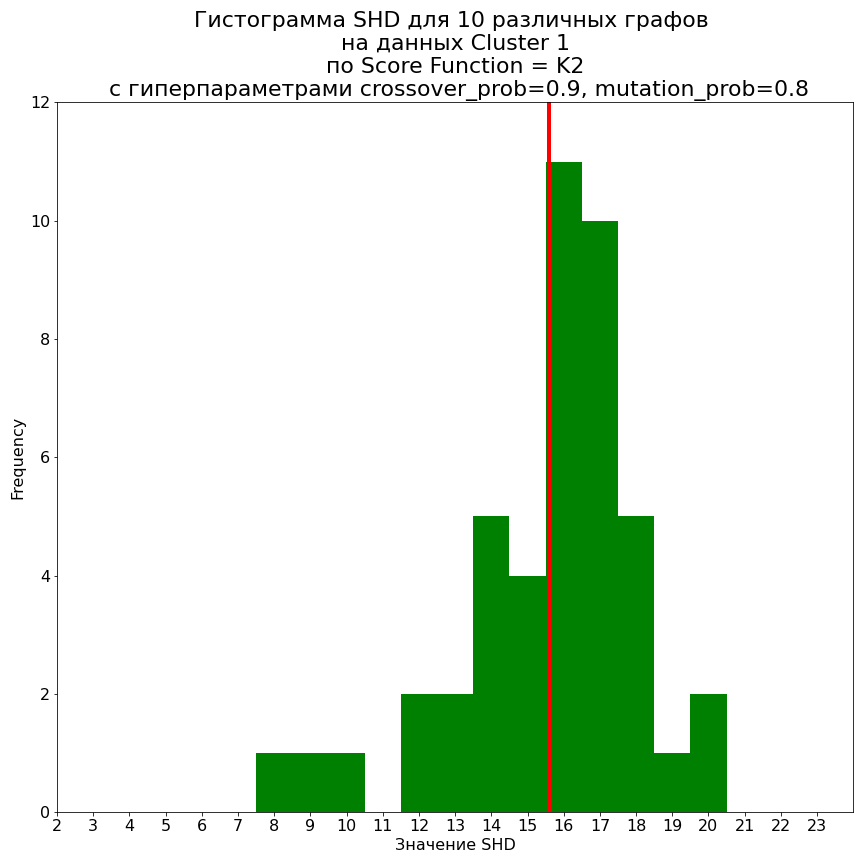 Гистограмма SHD для 10 различных графов
на данных Cluster 1
по Score Function = K2
с гиперпараметрами crossover_prob=0.9, mutation_prob=0.8
12
10
8
6
4
2
0
Frequency
2 3 4 5 6 7 8 9 10 11 12 13 14 15 16 17 18 19 20 21 22 23
Значение SHD